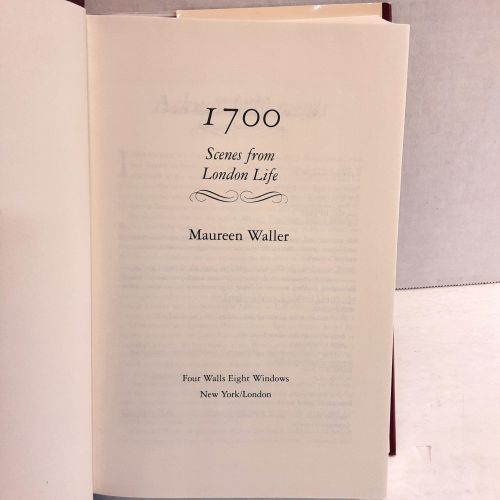 1700
Scenes from
London Life
Maureen Waller
Four Walls Eight Windows
New York/London